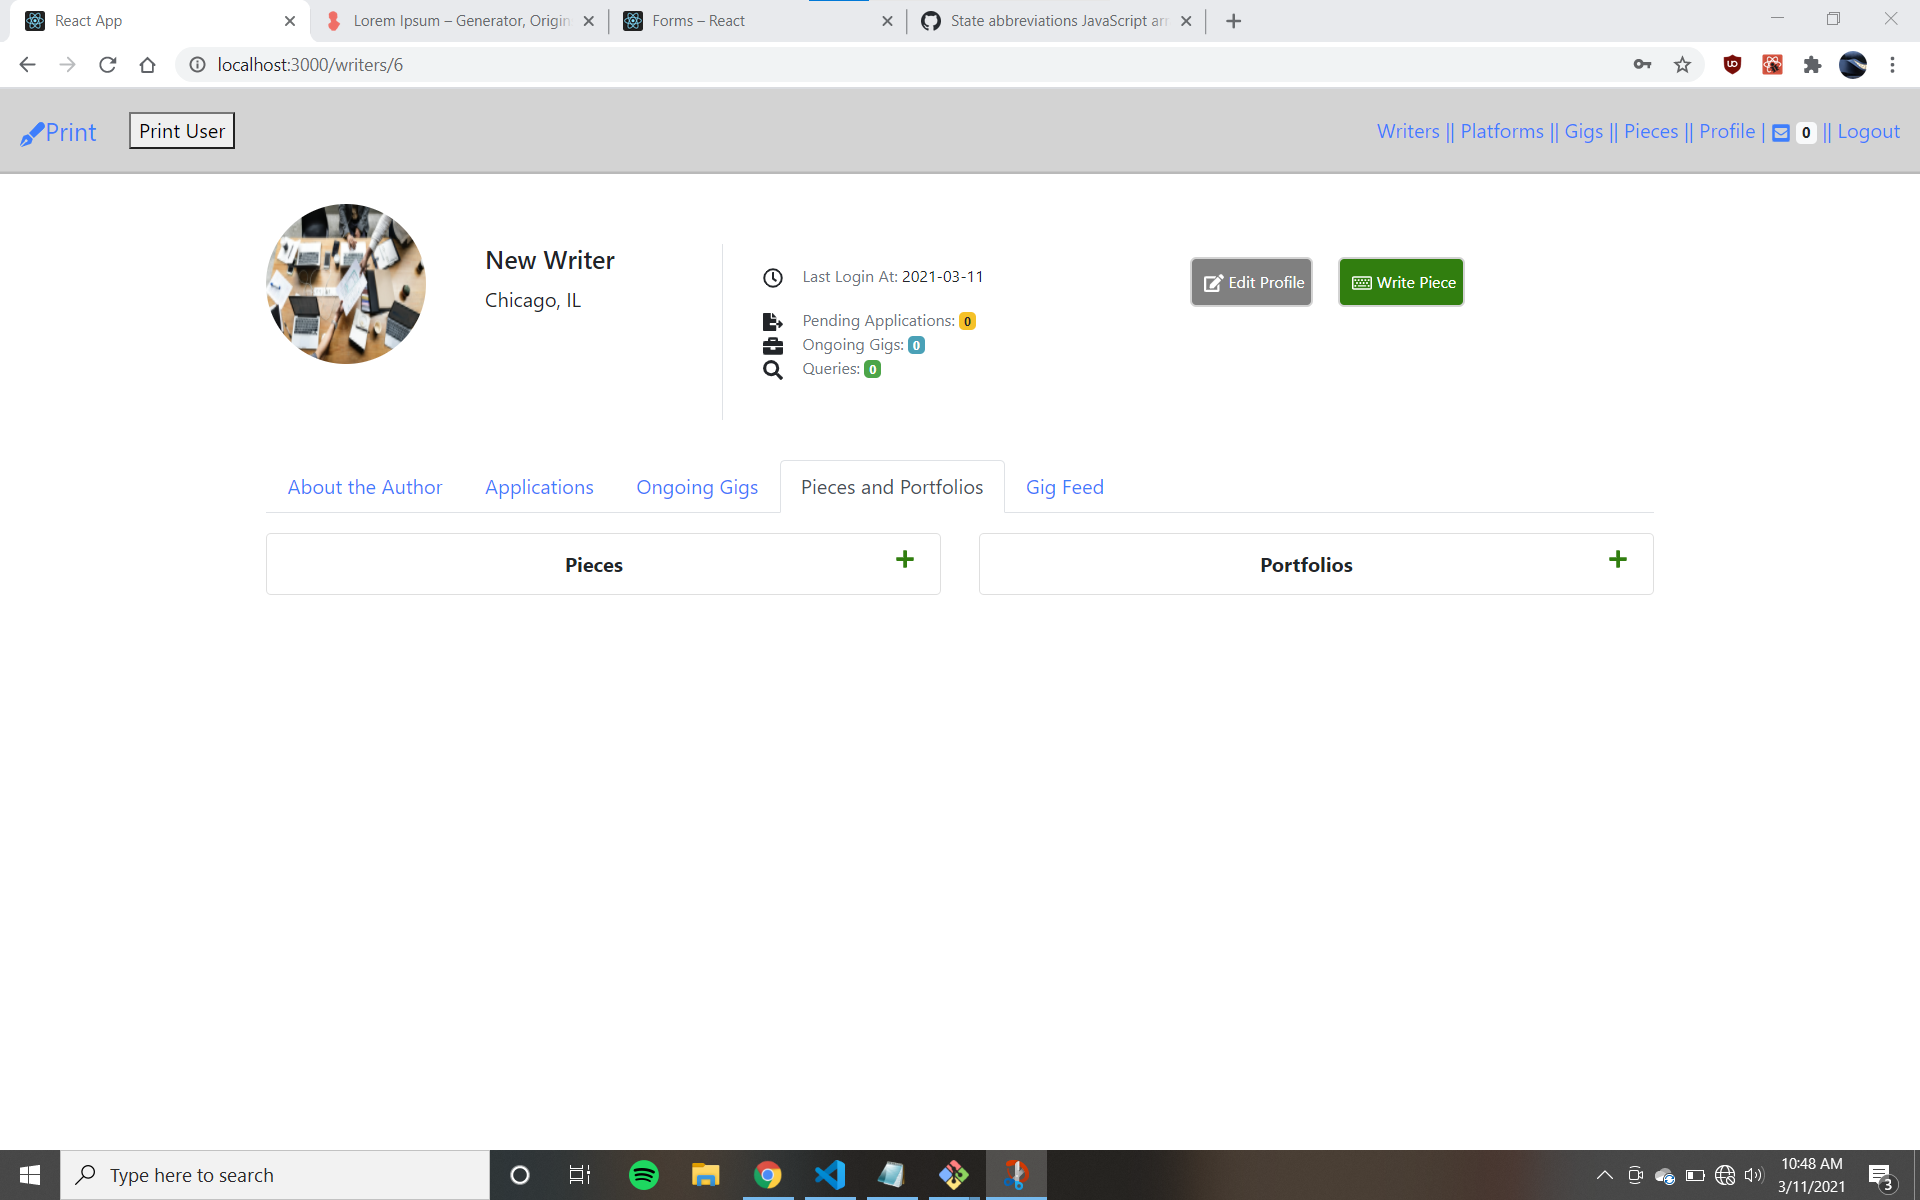 React App
Lorem Ipsum – Generator, Origin
Forms – React
State abbreviations JavaScript arr
localhost:3000/writers/6
Print
Print User
Writers || Platforms || Gigs || Pieces || Profile | 0 || Logout
New Writer
Chicago, IL
Last Login At: 2021-03-11
Pending Applications: 0
Ongoing Gigs: 0
Queries: 0
Edit Profile
Write Piece
About the Author
Applications
Ongoing Gigs
Pieces and Portfolios
Gig Feed
Pieces
Portfolios
Type here to search
10:48 AM
3/11/2021
3